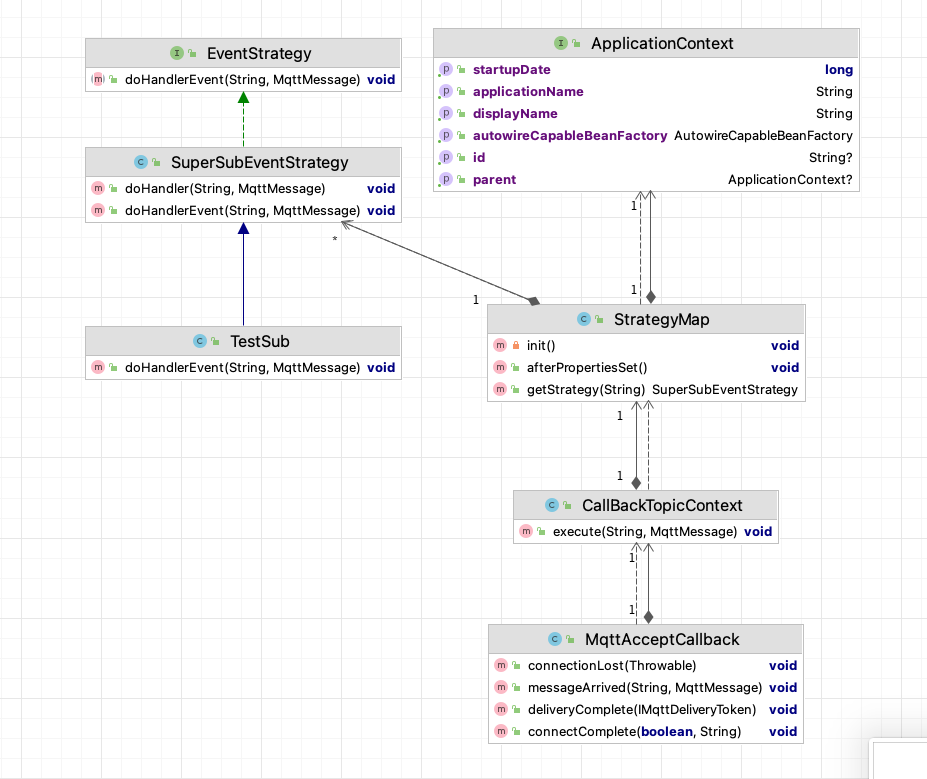 EventStrategy
doHandlerEvent(String, MqttMessage) void
SuperSubEventStrategy
doHandler(String, MqttMessage) void
doHandlerEvent(String, MqttMessage) void
TestSub
doHandlerEvent(String, MqttMessage) void
ApplicationContext
startupDate long
applicationName String
displayName String
autowireCapableBeanFactory AutowireCapableBeanFactory
id String?
parent ApplicationContext?
1
1
*
1
StrategyMap
init() void
afterPropertiesSet() void
getStrategy(String) SuperSubEventStrategy
1
1
CallBackTopicContext
execute(String, MqttMessage) void
1
1
MqttAcceptCallback
connectionLost(Throwable) void
messageArrived(String, MqttMessage) void
deliveryComplete(IMqttDeliveryToken) void
connectComplete(boolean, String) void